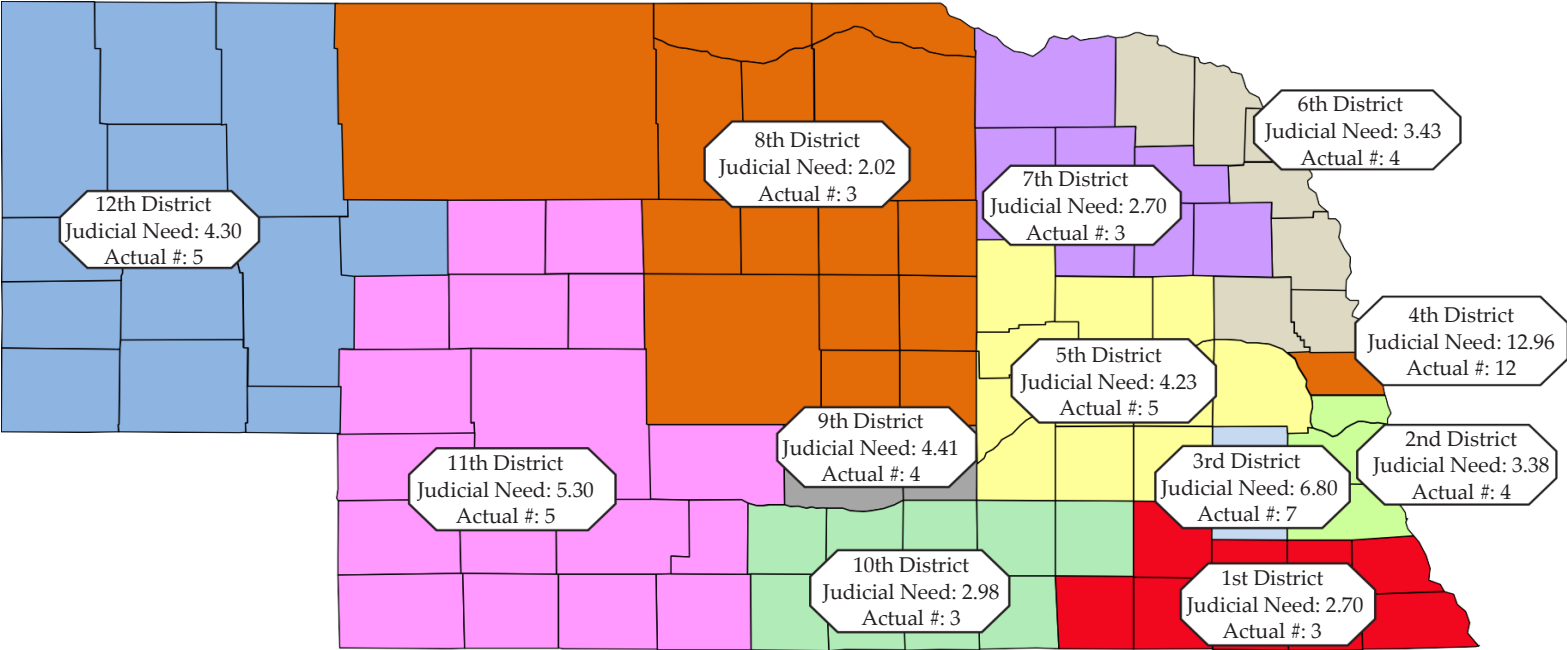 6th District
Judicial Need: 3.43
Actual #: 4
8th District
Judicial Need: 2.02
Actual #: 3
7th District
Judicial Need: 2.70
Actual #: 3
12th District
Judicial Need: 4.30
Actual #: 5
4th District
Judicial Need: 12.96
Actual #: 12
5th District
Judicial Need: 4.23
Actual #: 5
9th District
Judicial Need: 4.41
Actual #: 4
2nd District
Judicial Need: 3.38
Actual #: 4
11th District
Judicial Need: 5.30
Actual #: 5
3rd District
Judicial Need: 6.80
Actual #: 7
10th District
Judicial Need: 2.98
Actual #: 3
1st District
Judicial Need: 2.70
Actual #: 3